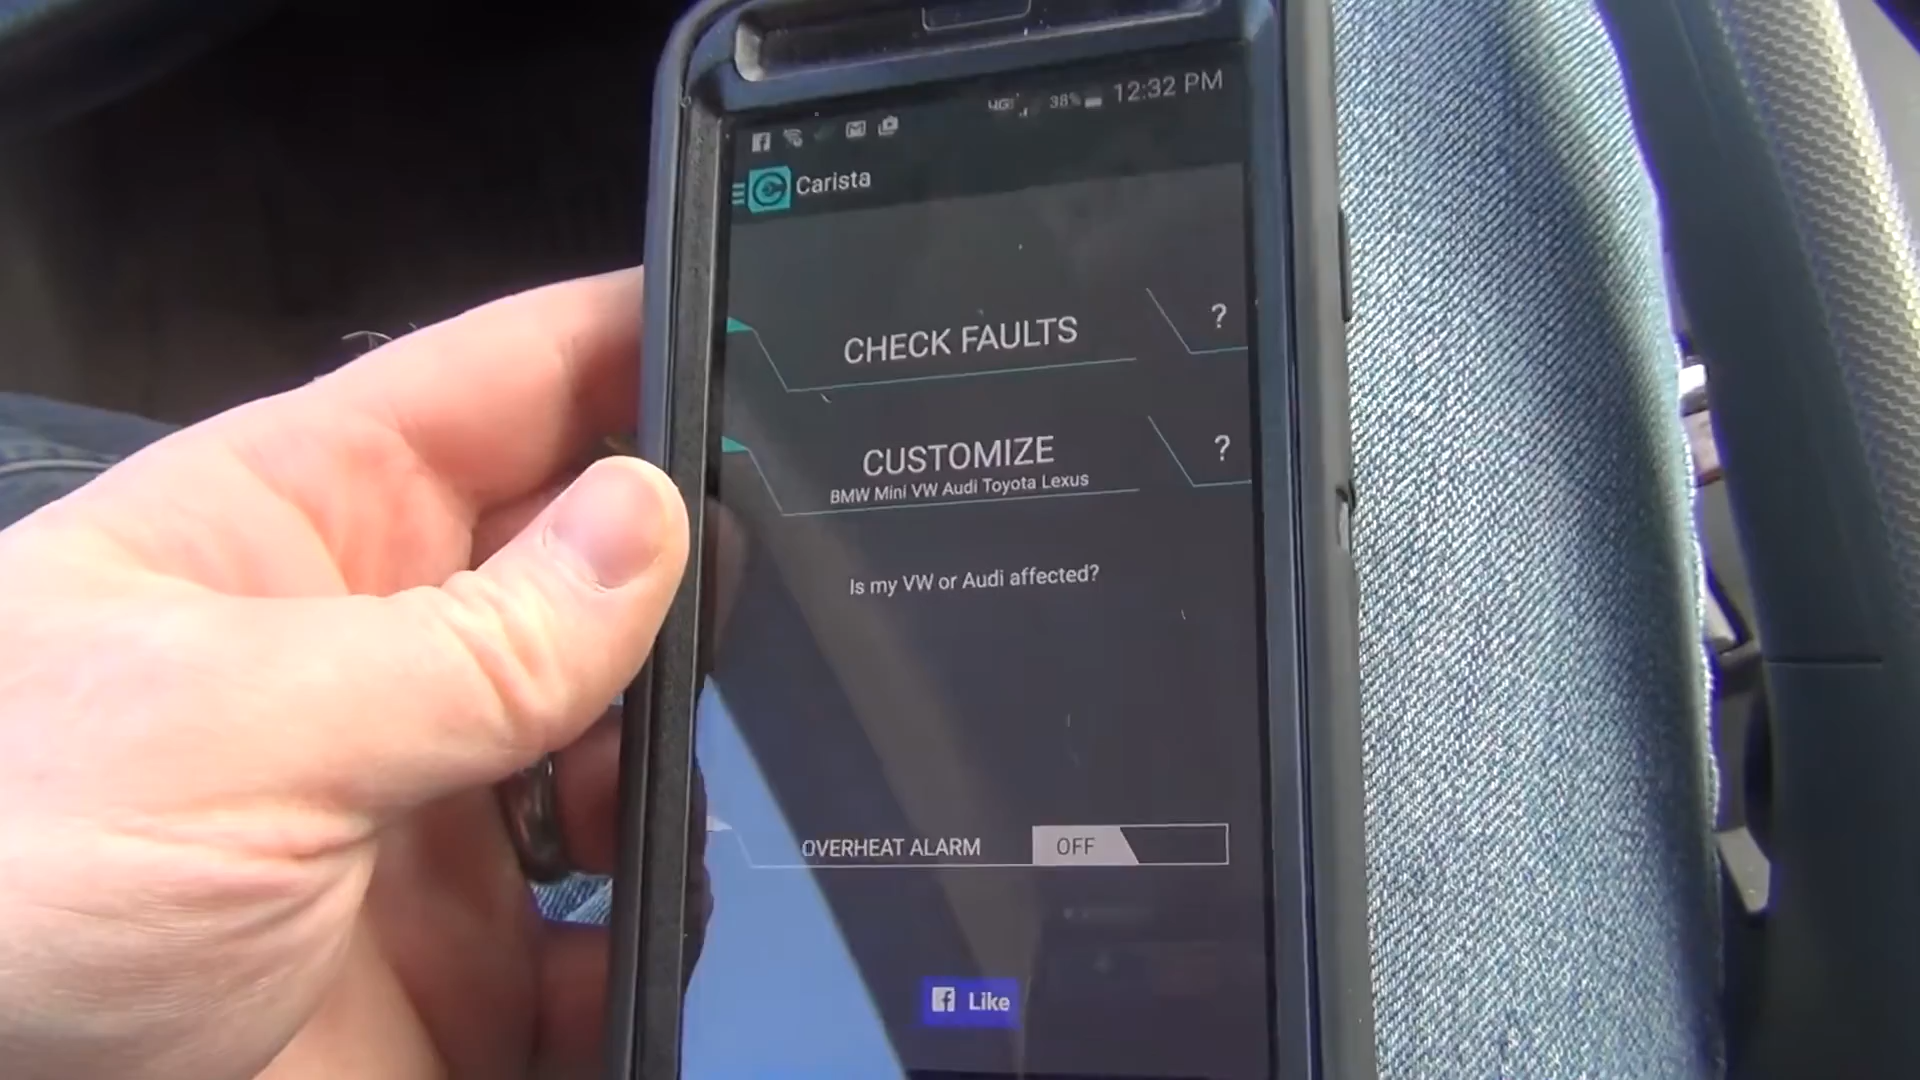 4G 38% 12:32 PM
Carista
CHECK FAULTS ?
CUSTOMIZE ?
BMW Mini VW Audi Toyota Lexus
Is my VW or Audi affected?
OVERHEAT ALARM OFF
Like